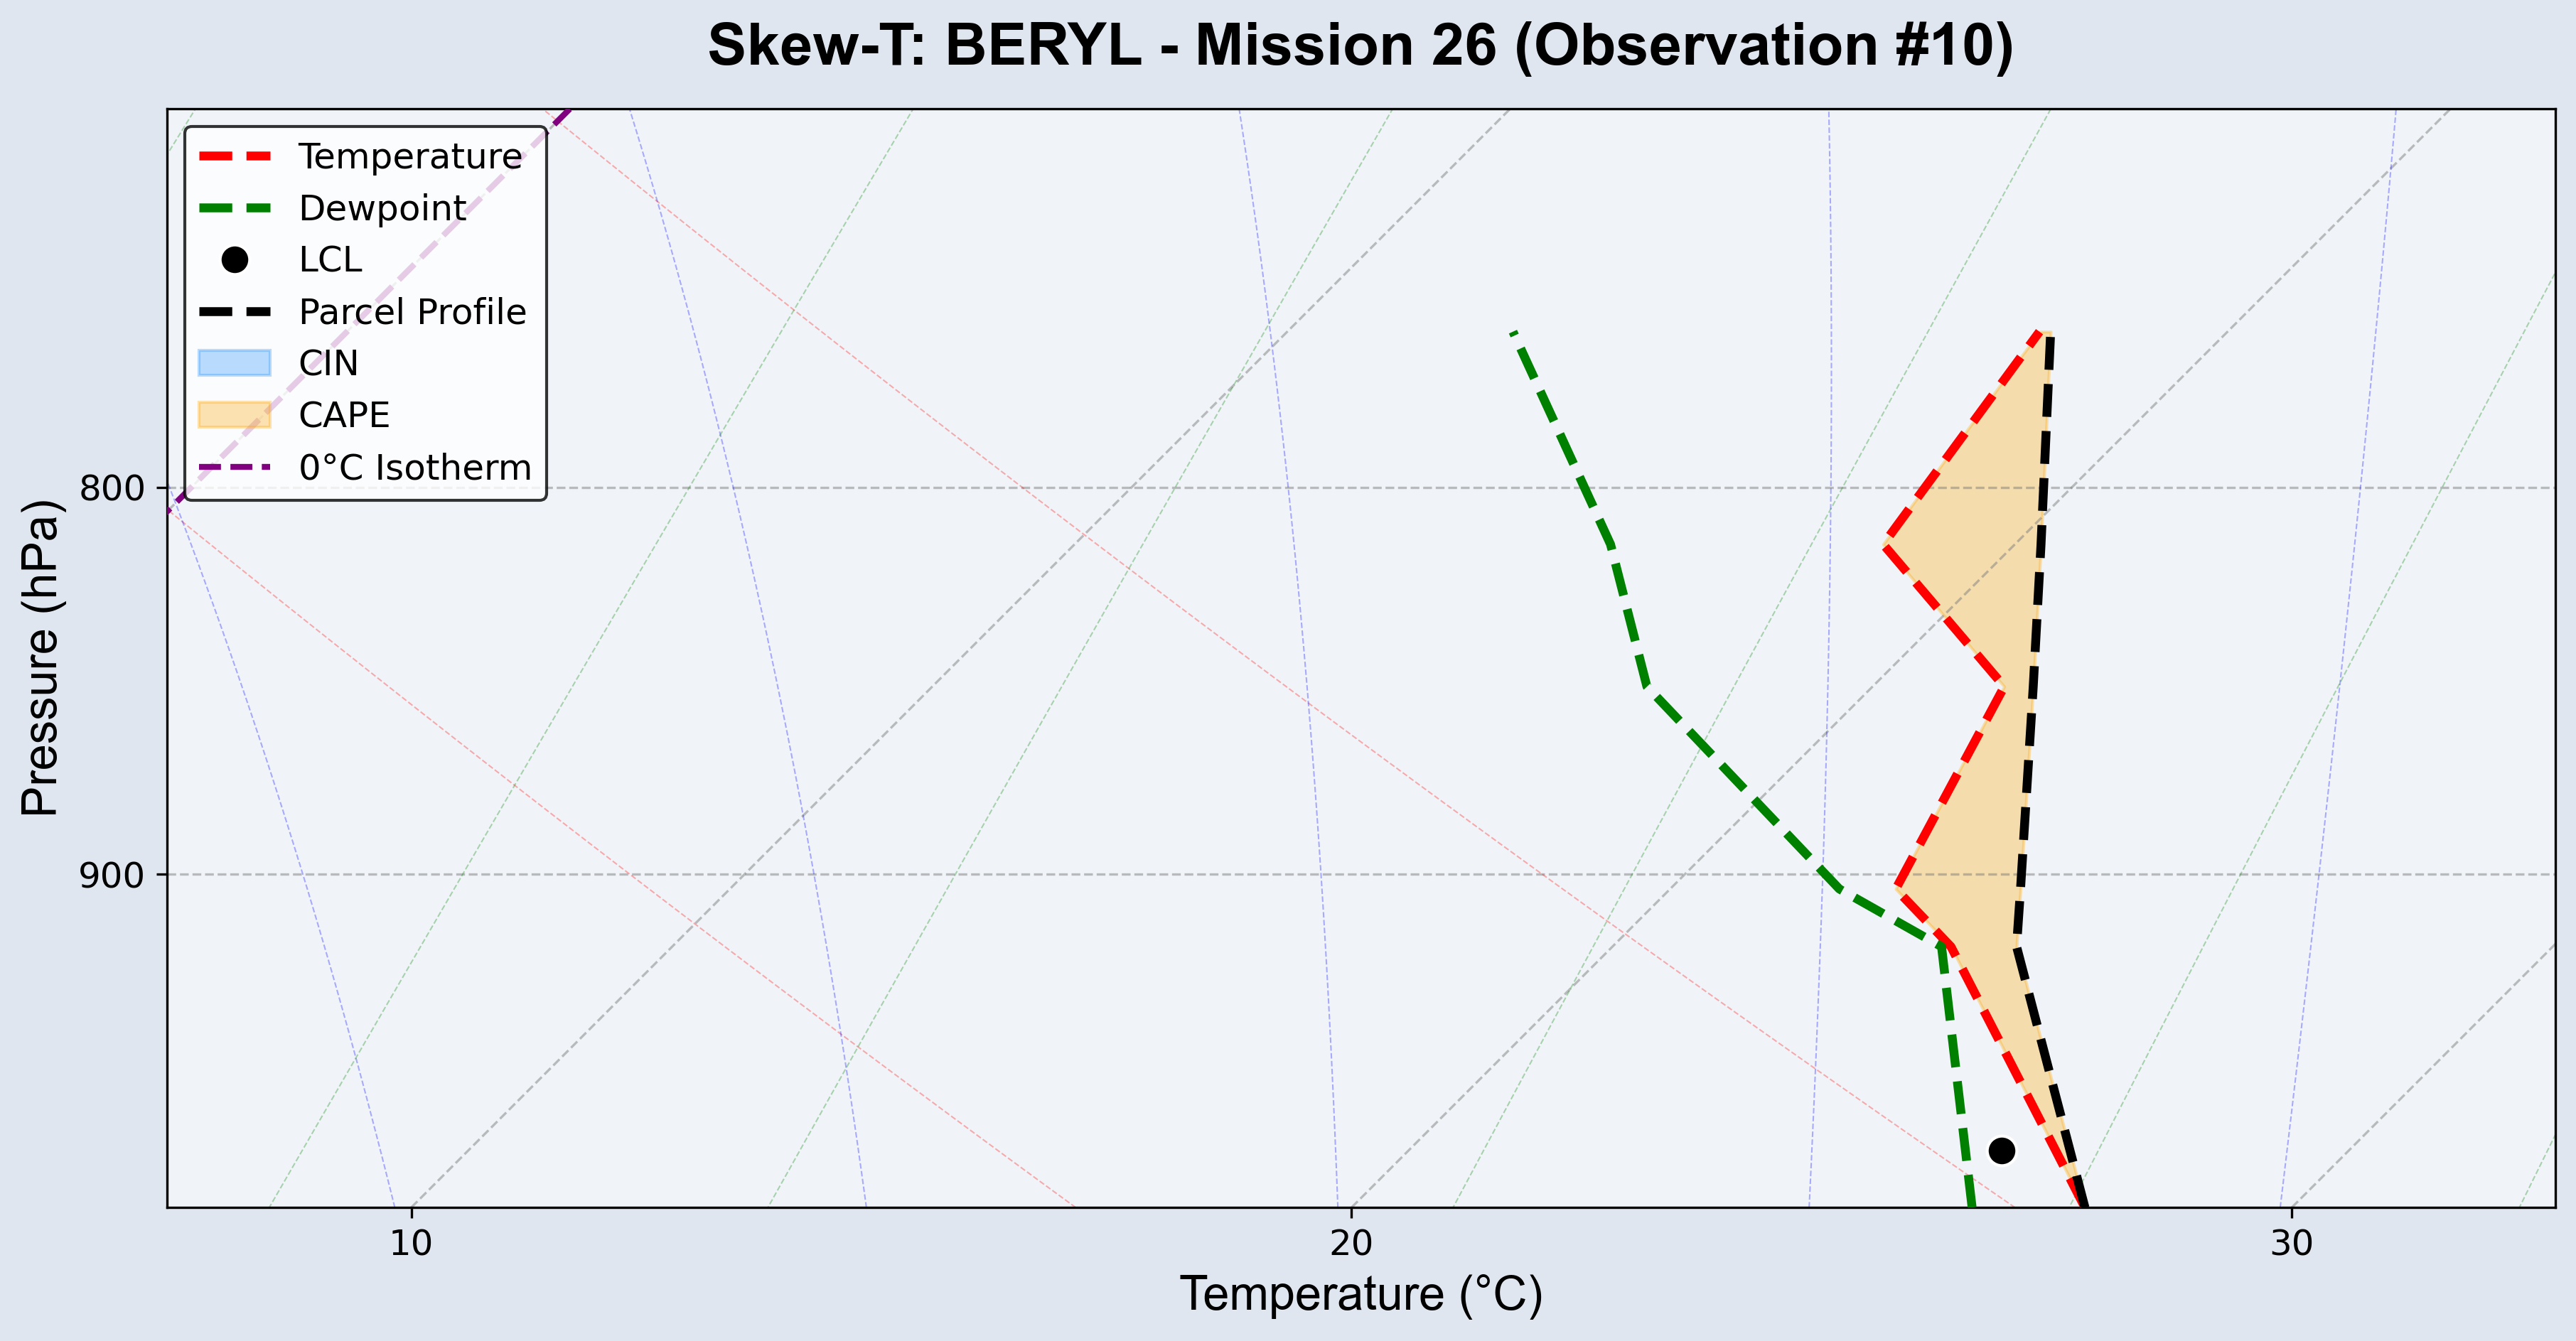 Skew-T: BERYL - Mission 26 (Observation #10)
Temperature
Dewpoint
LCL
Parcel Profile
CIN
CAPE
0°C Isotherm
Pressure (hPa)
800
900
10
20
30
Temperature (°C)